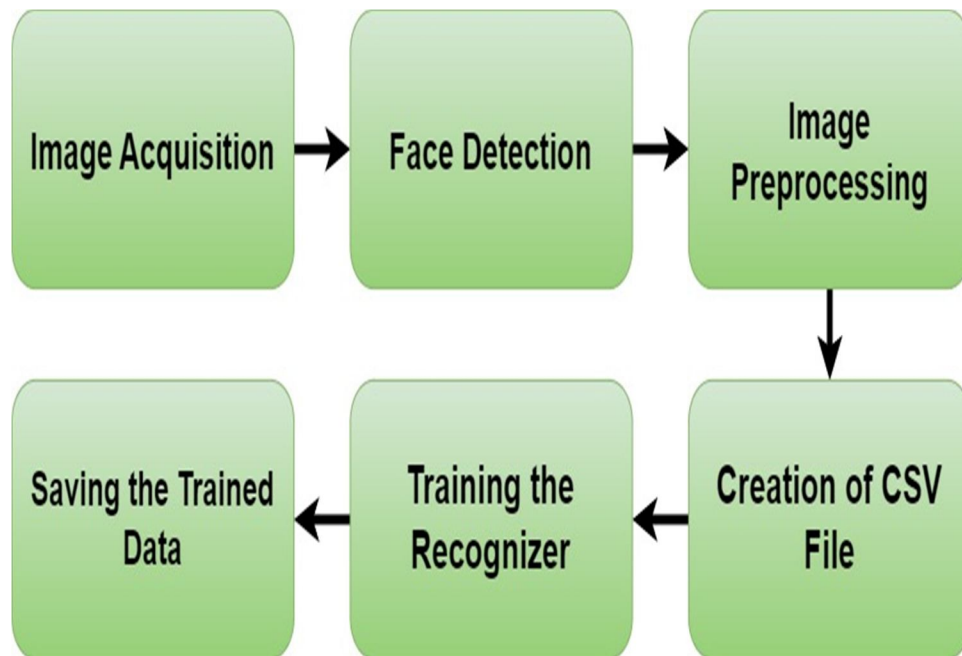 Image Acquisition
Face Detection
Image
Preprocessing
Creation of CSV
File
Training the
Recognizer
Saving the Trained
Data